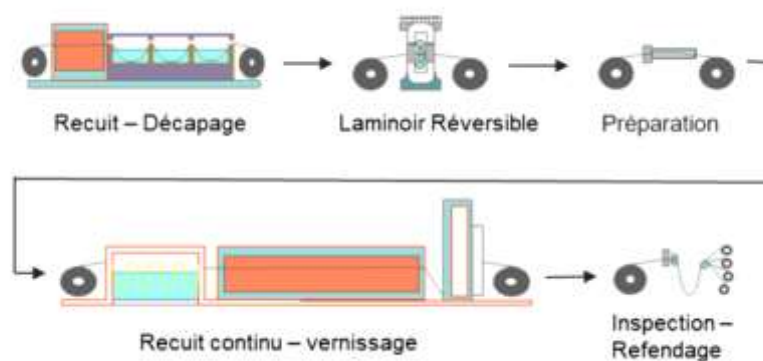 Recuit – Décapage
Laminoir Réversible
Préparation
Recuit continu – vernissage
Inspection –
Refendage